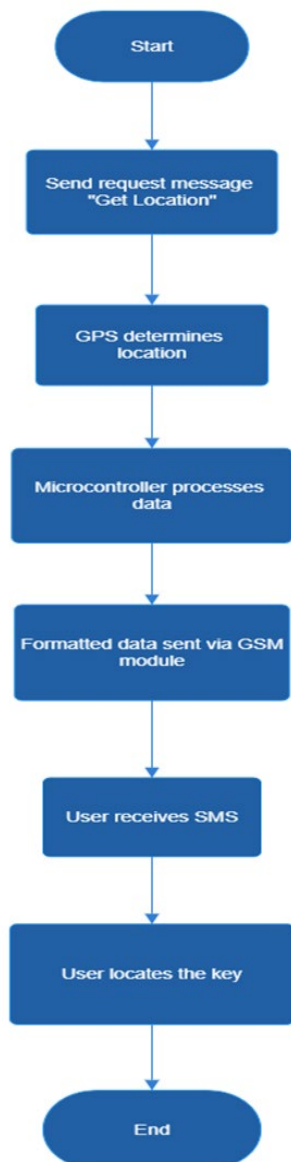 Start
Send request message
"Get Location"
GPS determines
location
Microcontroller processes
data
Formatted data sent via GSM
module
User receives SMS
User locates the key
End